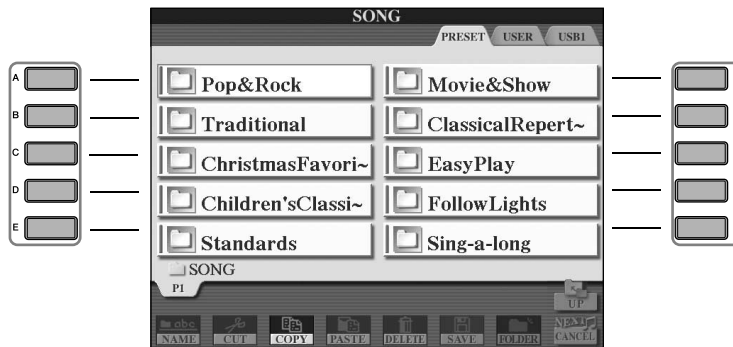 SONG
PRESET USER USB1
A Pop&Rock Movie&Show
B Traditional ClassicalRepert~
C ChristmasFavori~ EasyPlay
D Children'sClassi~ FollowLights
E Standards Sing-a-long
SONG
P1
UP
abc NEXT
NAME CUT COPY PASTE DELETE SAVE FOLDER CANCEL